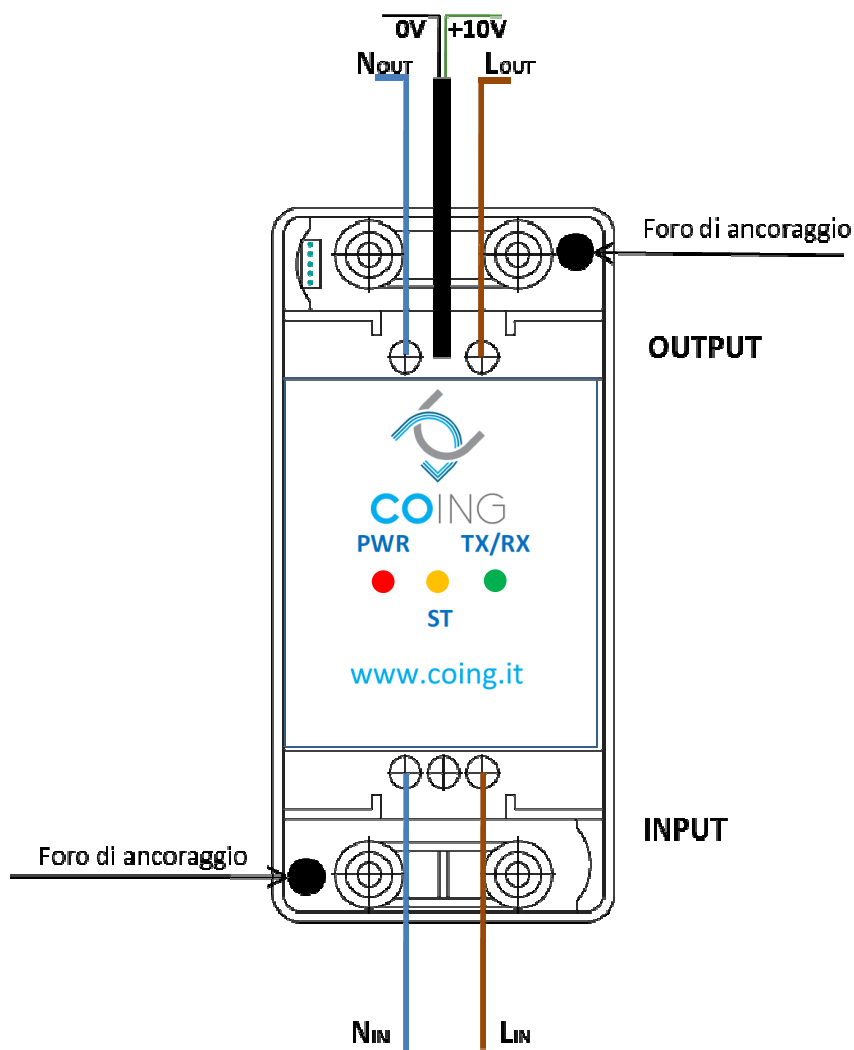 0V +10V
NOUT LOUT
Foro di ancoraggio
OUTPUT
COING
PWR TX/RX
ST
www.coing.it
INPUT
Foro di ancoraggio
NIN LIN